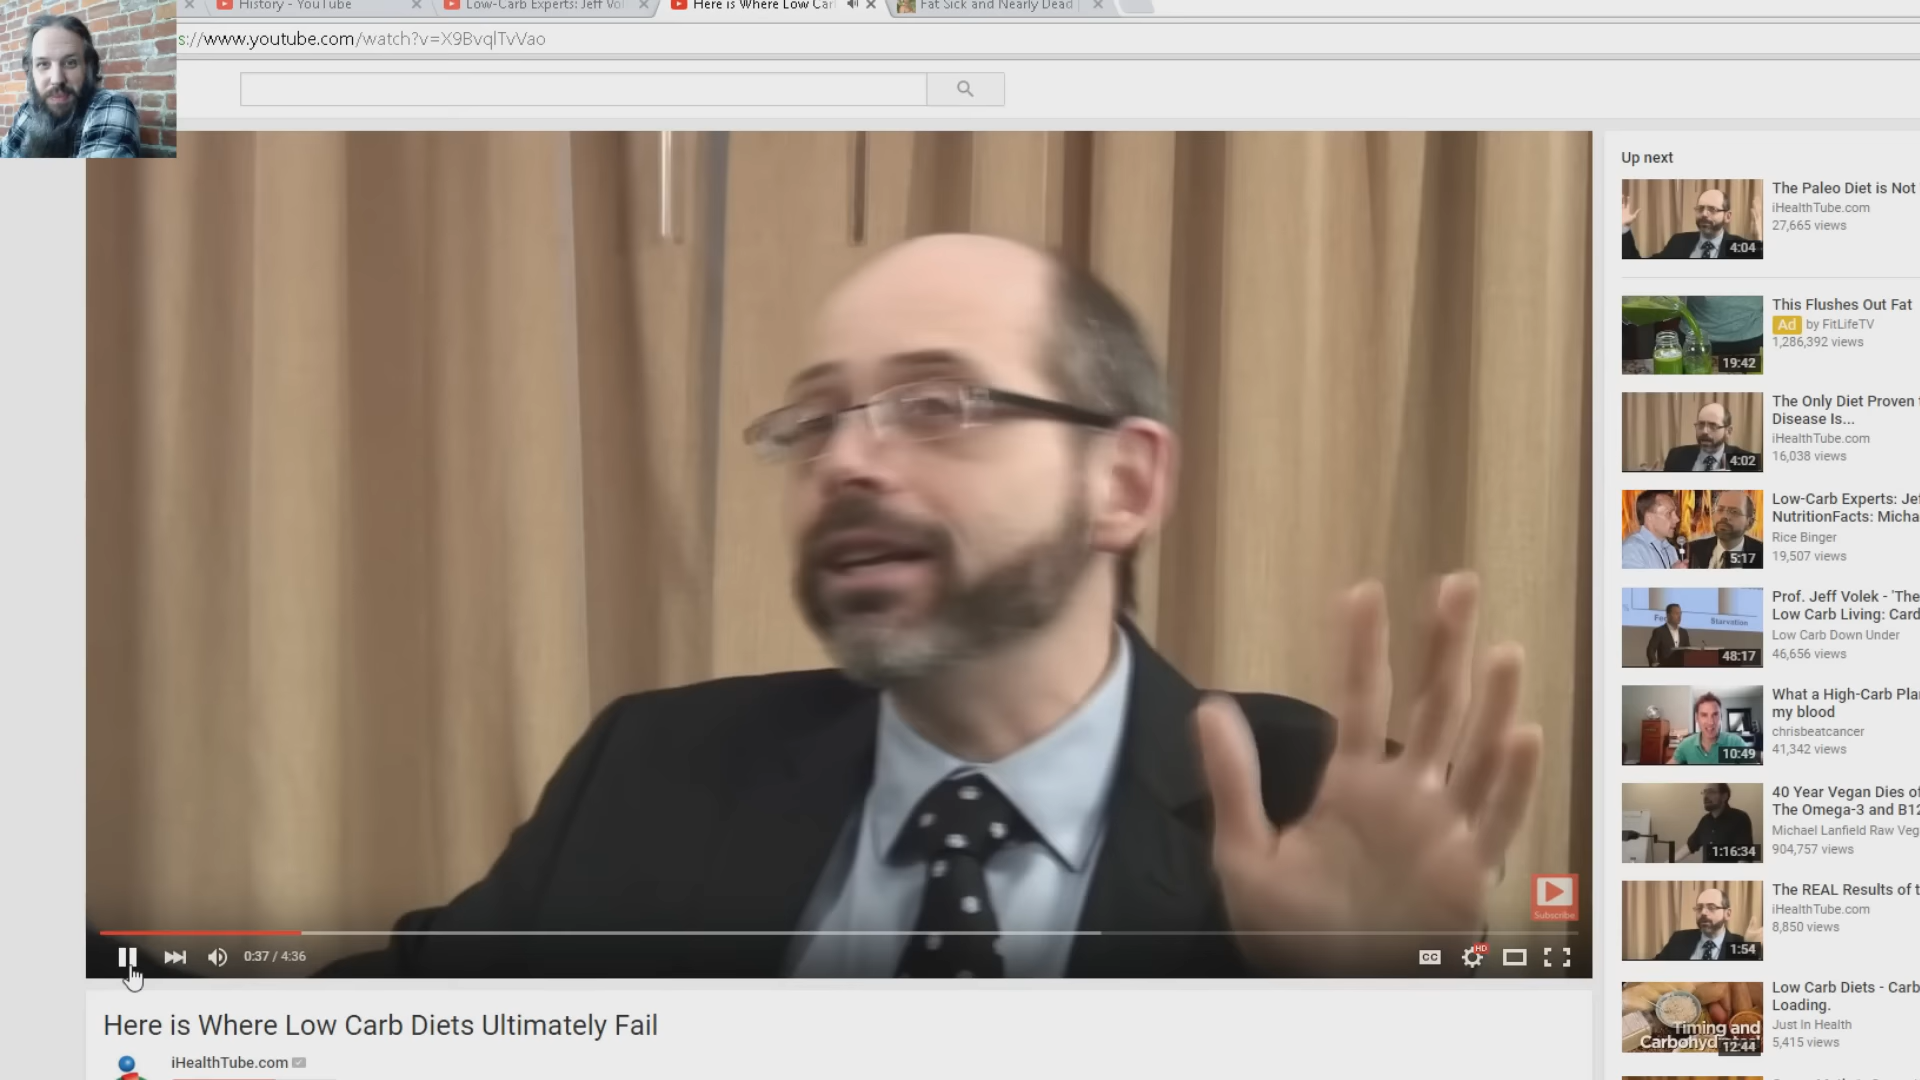 History - YouTube
Low-Carb Experts: Jeff Vol
Here is Where Low Car
Fat Sick and Nearly Dead
s://www.youtube.com/watch?v=X9BvqlTvVao
Up next
The Paleo Diet is Not
iHealthTube.com
27,665 views
4:04
This Flushes Out Fat
Ad by FitLifeTV
1,286,392 views
19:42
The Only Diet Proven
Disease Is...
iHealthTube.com
16,038 views
4:02
Low-Carb Experts: Jef
NutritionFacts: Micha
Rice Binger
19,507 views
5:17
Prof. Jeff Volek - 'The
Low Carb Living: Card
Low Carb Down Under
46,656 views
48:17
What a High-Carb Pla
my blood
chrisbeatcancer
41,342 views
10:49
40 Year Vegan Dies of
The Omega-3 and B12
Michael Lanfield Raw Veg
904,757 views
1:16:34
The REAL Results of t
iHealthTube.com
8,850 views
1:54
Low Carb Diets - Carb
Loading.
Just In Health
5,415 views
Timing and
12:44
Subscribe
0:37 / 4:36
CC
HD
Here is Where Low Carb Diets Ultimately Fail
iHealthTube.com